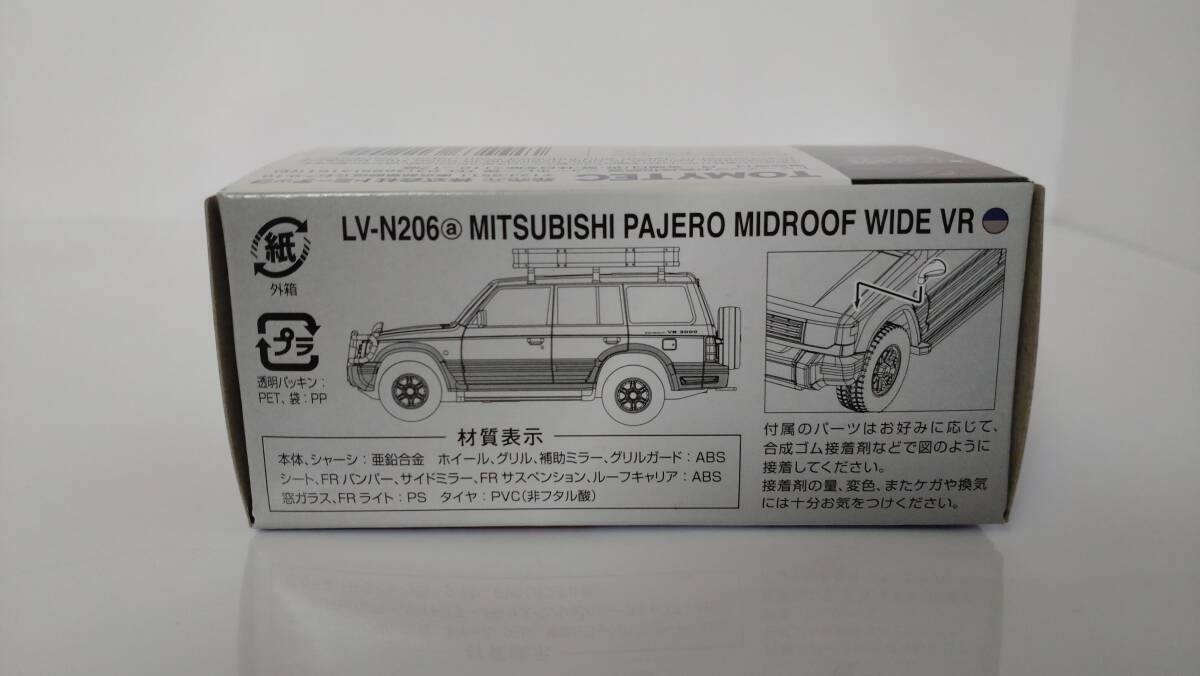 TOMYTEC
LV-N206ⓐ MITSUBISHI PAJERO MIDROOF WIDE VR
紙
外箱
プラ
透明パッキン：
PET、袋：PP
V6 3000
材質表示
本体、シャーシ：亜鉛合金　ホイール、グリル、補助ミラー、グリルガード：ABS
シート、FRバンパー、サイドミラー、FRサスペンション、ルーフキャリア：ABS
窓ガラス、FRライト：PS　タイヤ：PVC（非フタル酸）
付属のパーツはお好みに応じて、
合成ゴム接着剤などで図のように
接着してください。
接着剤の量、変色、またケガや換気
には十分お気をつけください。